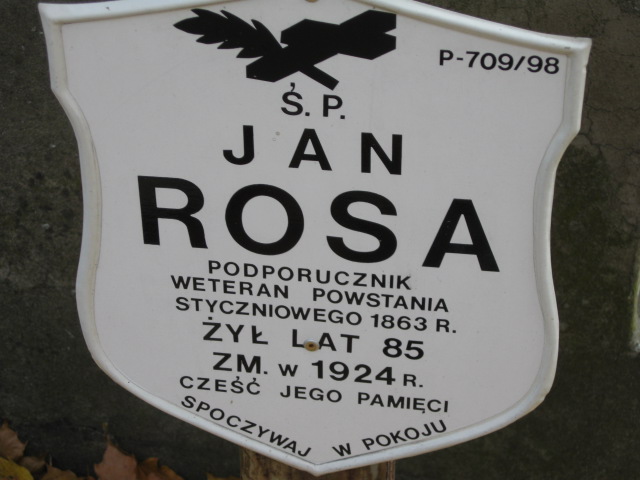 P-709/98
Ś.P.
JAN
ROSA
PODPORUCZNIK
WETERAN POWSTANIA
STYCZNIOWEGO 1863 R.
ŻYŁ LAT 85
ZM. W 1924 R.
CZEŚĆ JEGO PAMIĘCI
SPOCZYWAJ W POKOJU